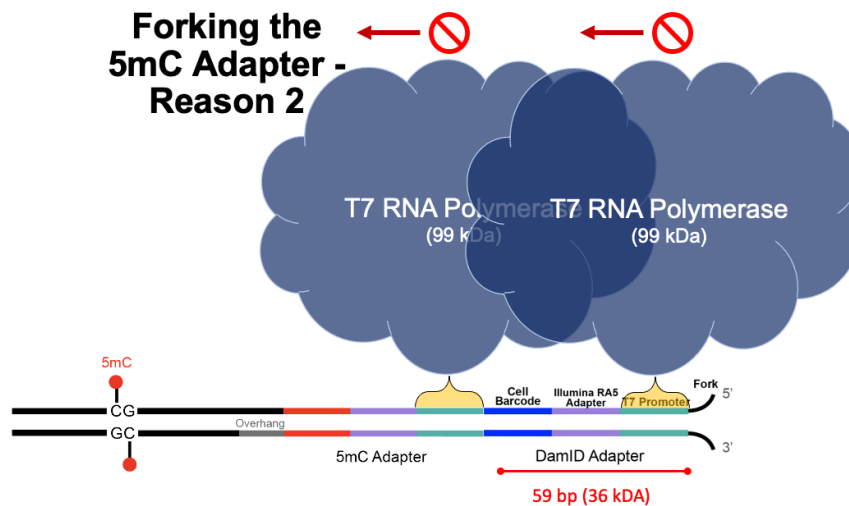 Forking the
5mC Adapter -
Reason 2
T7 RNA Polymerase
(99 kDa)
T7 RNA Polymerase
(99 kDa)
5mC
CG
GC
Overhang
Cell
Barcode
Illumina RA5
Adapter
T7 Promoter
Fork
5'
3'
5mC Adapter
DamID Adapter
59 bp (36 kDA)